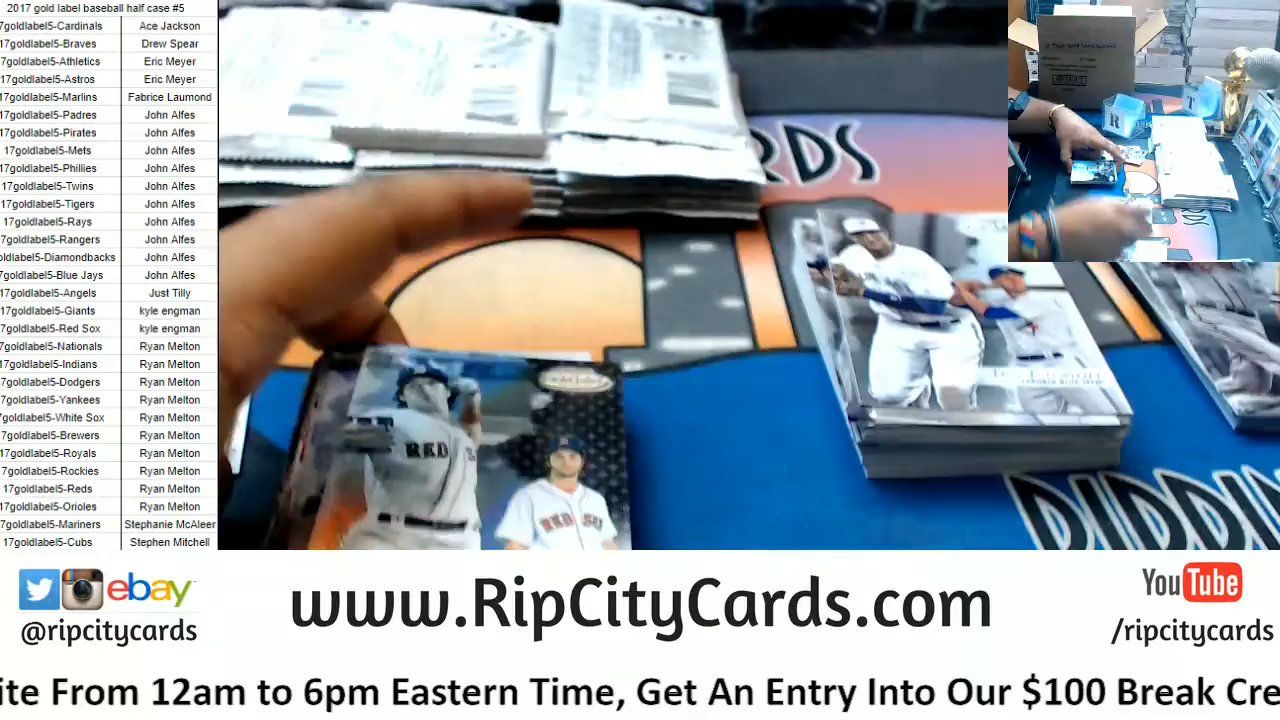 2017 gold label baseball half case #5
7goldlabel5-Cardinals Ace Jackson
17goldlabel5-Braves Drew Spear
7goldlabel5-Athletics Eric Meyer
17goldlabel5-Astros Eric Meyer
17goldlabel5-Marlins Fabrice Laumond
17goldlabel5-Padres John Alfes
17goldlabel5-Pirates John Alfes
17goldlabel5-Mets John Alfes
17goldlabel5-Phillies John Alfes
17goldlabel5-Twins John Alfes
17goldlabel5-Tigers John Alfes
17goldlabel5-Rays John Alfes
17goldlabel5-Rangers John Alfes
oldlabel5-Diamondbacks John Alfes
7goldlabel5-Blue Jays John Alfes
17goldlabel5-Angels Just Tilly
17goldlabel5-Giants kyle engman
7goldlabel5-Red Sox kyle engman
7goldlabel5-Nationals Ryan Melton
17goldlabel5-Indians Ryan Melton
7goldlabel5-Dodgers Ryan Melton
7goldlabel5-Yankees Ryan Melton
7goldlabel5-White Sox Ryan Melton
7goldlabel5-Brewers Ryan Melton
17goldlabel5-Royals Ryan Melton
7goldlabel5-Rockies Ryan Melton
17goldlabel5-Reds Ryan Melton
17goldlabel5-Orioles Ryan Melton
7goldlabel5-Mariners Stephanie McAleer
17goldlabel5-Cubs Stephen Mitchell
RDS
RED S
RED SOX
TORONTO BLUE JAYS
R
T
ebay
@ripcitycards
www.RipCityCards.com
YouTube
/ripcitycards
ite From 12am to 6pm Eastern Time, Get An Entry Into Our $100 Break Cre